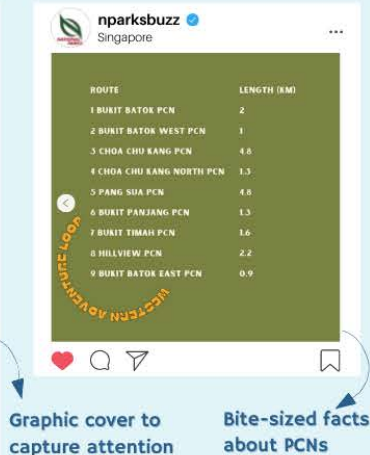 nparksbuzz
Singapore
ROUTE LENGTH (KM)
1 BUKIT BATOK PCN 2
2 BUKIT BATOK WEST PCN 1
3 CHOA CHU KANG PCN 4.8
4 CHOA CHU KANG NORTH PCN 1.3
5 PANG SUA PCN 4.8
6 BUKIT PANJANG PCN 1.3
7 BUKIT TIMAH PCN 1.6
8 HILLVIEW PCN 2.2
9 BUKIT BATOK EAST PCN 0.9
WESTERN ADVENTURE LOOP
Graphic cover to
capture attention
Bite-sized facts
about PCNs